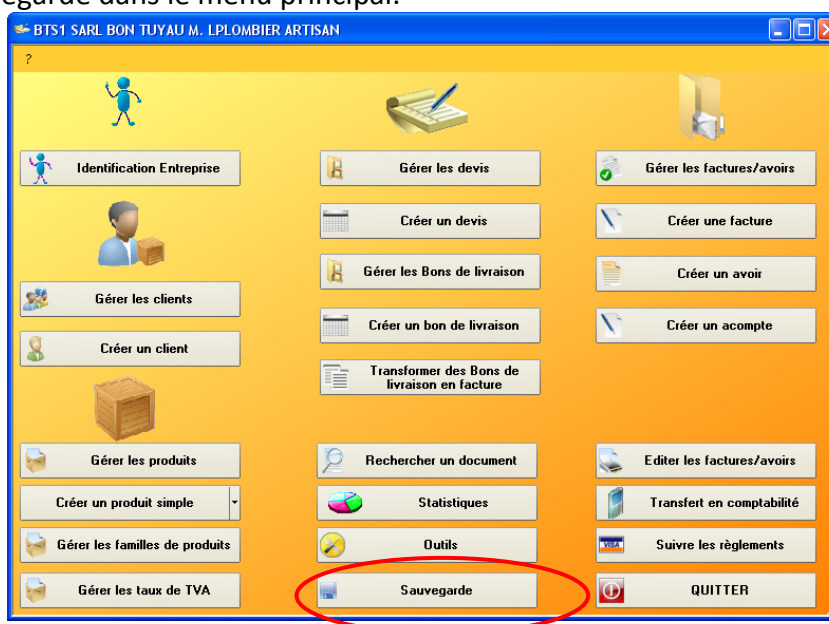 egarde dans le menu principal.
BTS1 SARL BON TUYAU M. LPLOMBIER ARTISAN
?
Identification Entreprise
Gérer les clients
Créer un client
Gérer les produits
Créer un produit simple
Gérer les familles de produits
Gérer les taux de TVA
Gérer les devis
Créer un devis
Gérer les Bons de livraison
Créer un bon de livraison
Transformer des Bons de
livraison en facture
Rechercher un document
Statistiques
Outils
Sauvegarde
Gérer les factures/avoirs
Créer une facture
Créer un avoir
Créer un acompte
Editer les factures/avoirs
Transfert en comptabilité
VISA
Suivre les règlements
QUITTER